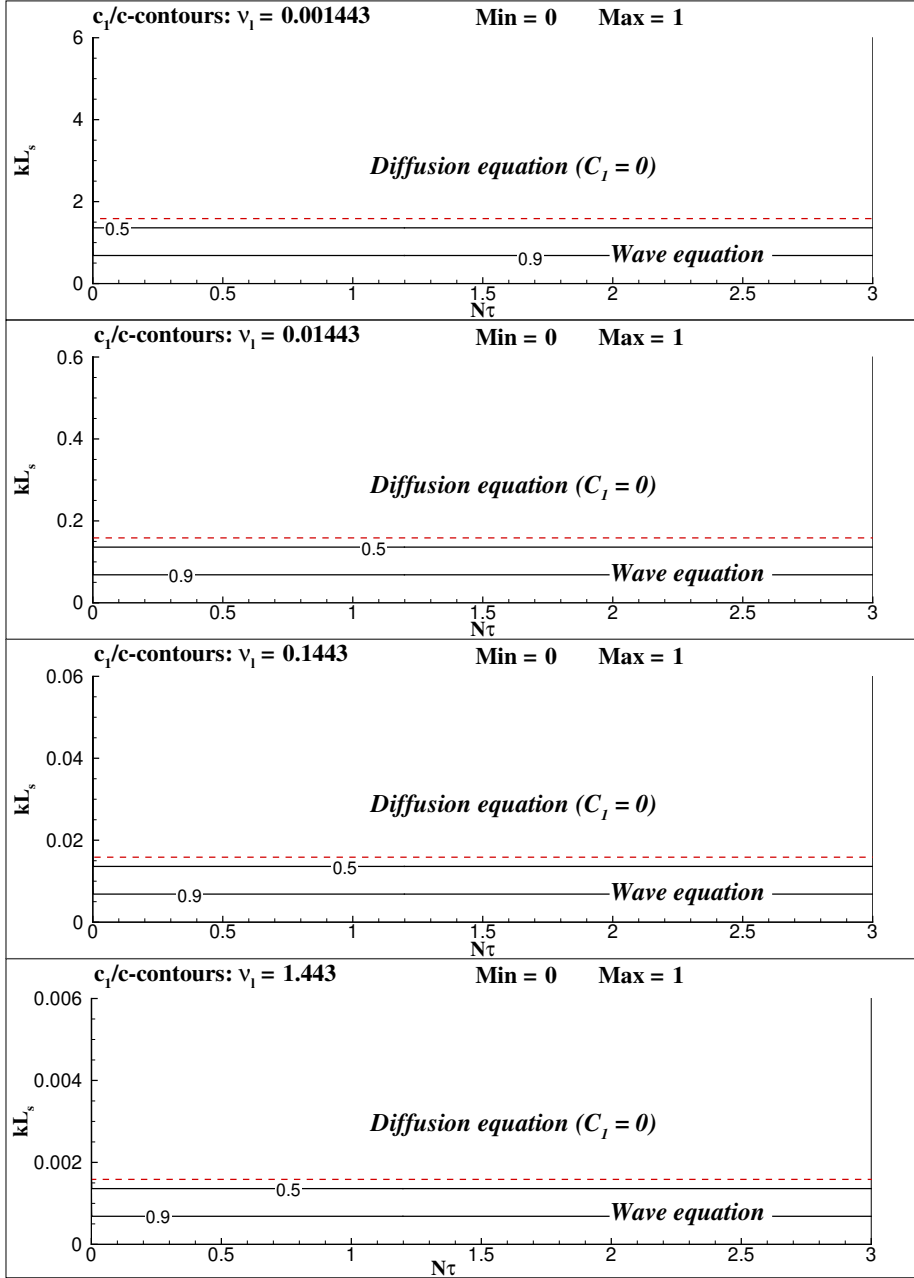 c₁/c-contours: ν₁ = 0.001443 Min = 0 Max = 1
6
4
2
0
kLₛ
Diffusion equation (C₁ = 0)
0.5
0.9
Wave equation
0 0.5 1 1.5 2 2.5 3
Nτ
c₁/c-contours: ν₁ = 0.01443 Min = 0 Max = 1
0.6
0.4
0.2
0
kLₛ
Diffusion equation (C₁ = 0)
0.5
0.9
Wave equation
0 0.5 1 1.5 2 2.5 3
Nτ
c₁/c-contours: ν₁ = 0.1443 Min = 0 Max = 1
0.06
0.04
0.02
0
kLₛ
Diffusion equation (C₁ = 0)
0.5
0.9
Wave equation
0 0.5 1 1.5 2 2.5 3
Nτ
c₁/c-contours: ν₁ = 1.443 Min = 0 Max = 1
0.006
0.004
0.002
0
kLₛ
Diffusion equation (C₁ = 0)
0.5
0.9
Wave equation
0 0.5 1 1.5 2 2.5 3
Nτ